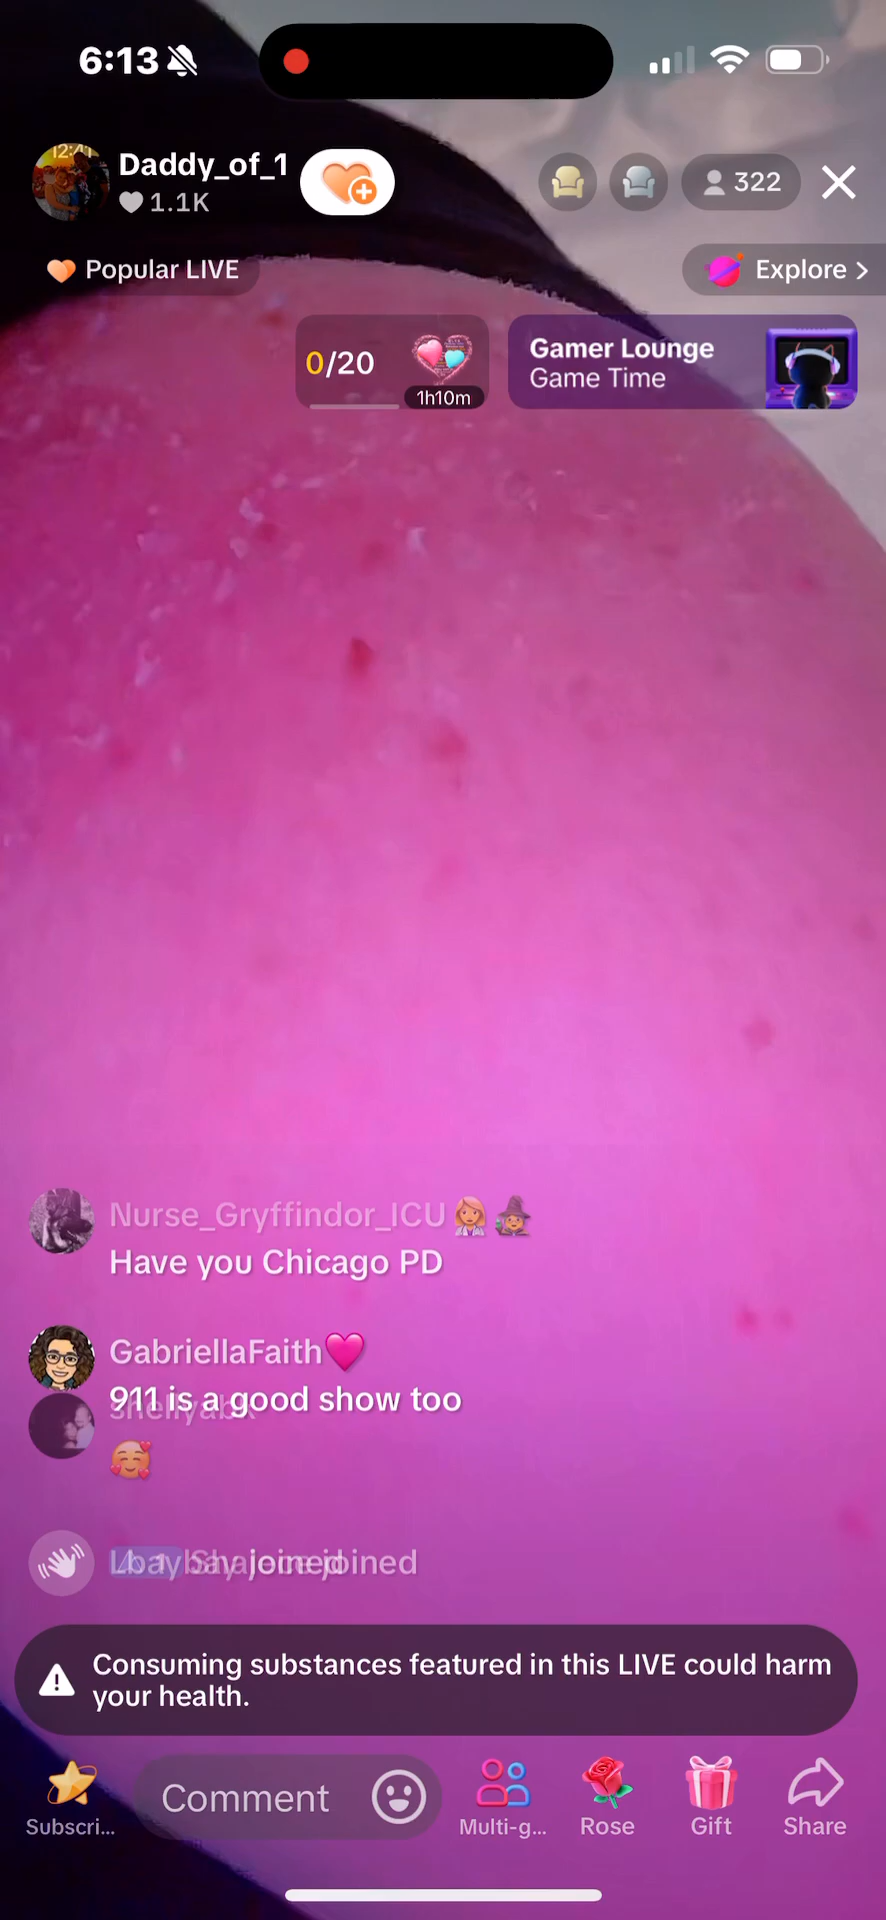 6:13
12:41
Daddy_of_1
1.1K
322
Popular LIVE
Explore >
0/20
1h10m
Gamer Lounge
Game Time
Nurse_Gryffindor_ICU
Have you Chicago PD
GabriellaFaith
911 is a good show too
joined
Consuming substances featured in this LIVE could harm
your health.
Subscri...
Comment
Multi-g...
Rose
Gift
Share